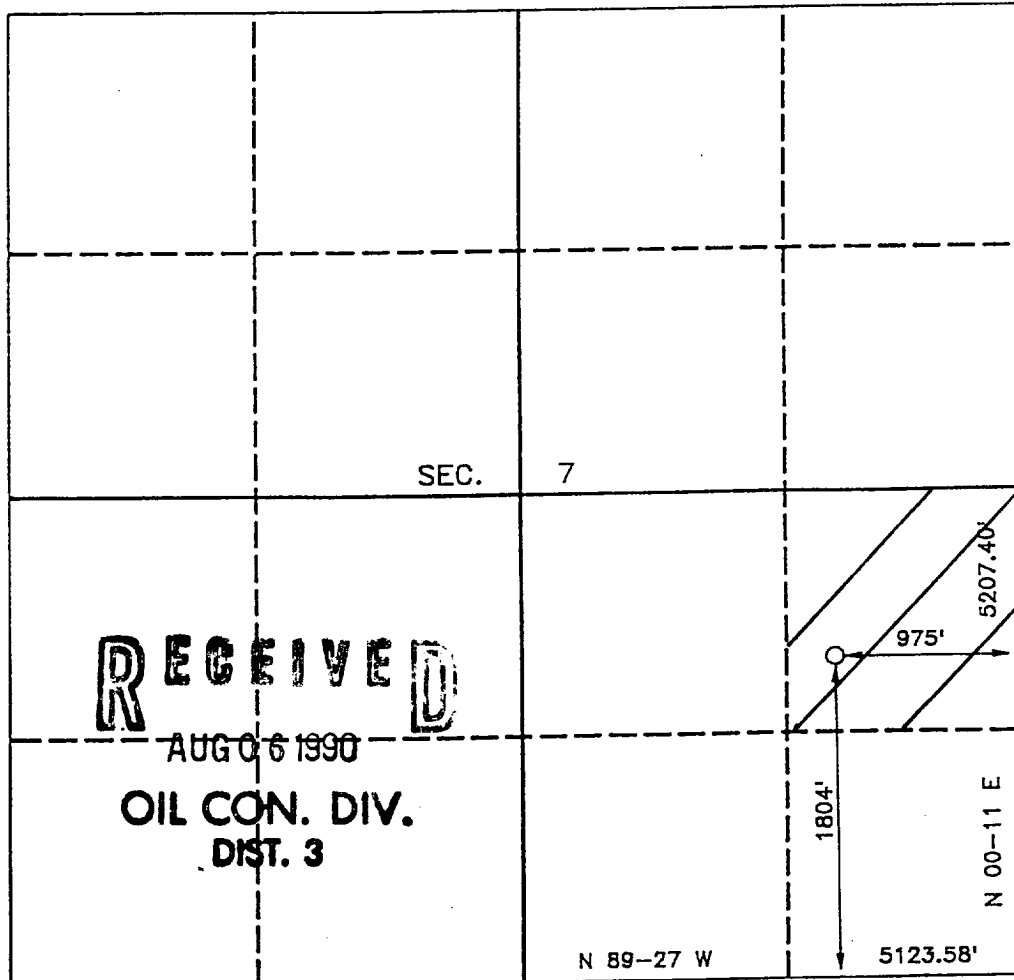 SEC. 7
5207.40'
975'
RECEIVED
AUG 06 1990
OIL CON. DIV.
DIST. 3
1804'
N 00-11 E
N 89-27 W 5123.58'